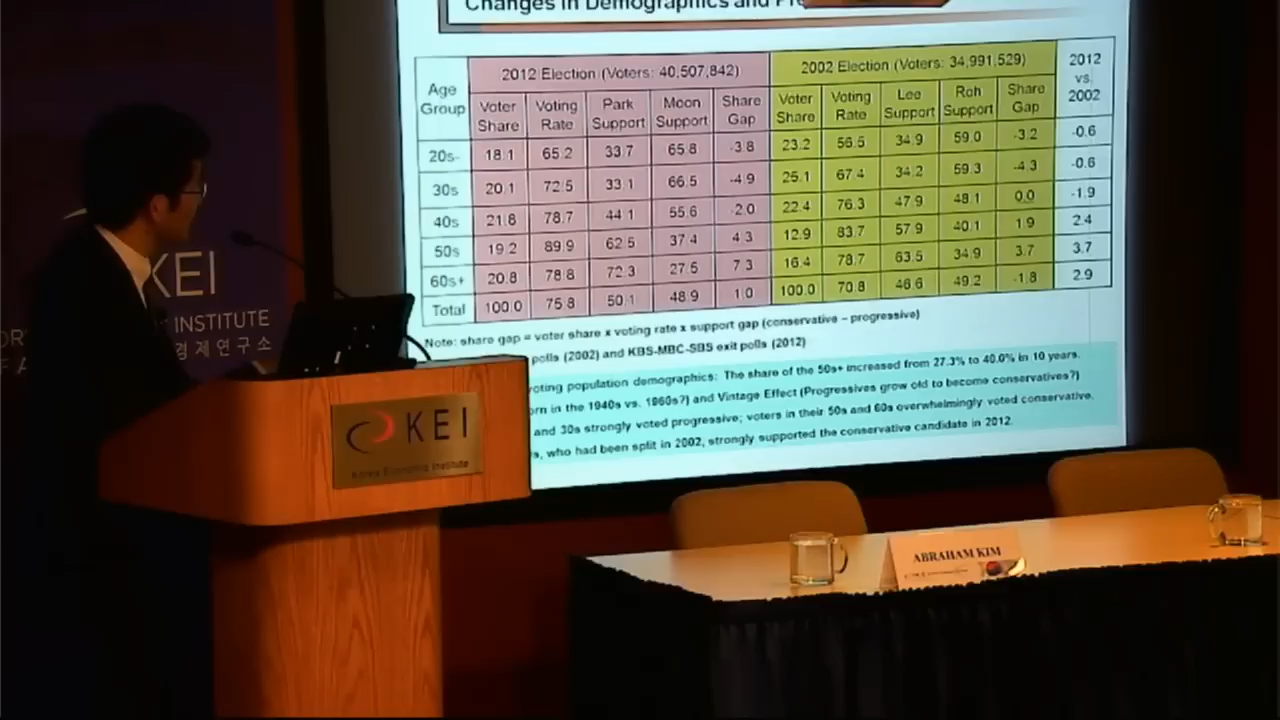 Changes in Demographics and
Age Group 2012 Election (Voters: 40,507,842) 2002 Election (Voters: 34,991,529) 2012 vs. 2002
Voter Share Voting Rate Park Support Moon Support Share Gap Voter Share Voting Rate Lee Support Roh Support Share Gap
20s- 18.1 65.2 33.7 65.8 -3.8 23.2 56.5 34.9 59.0 -3.2 -0.6
30s 20.1 72.5 33.1 66.5 -4.9 25.1 67.4 34.2 59.3 -4.3 -0.6
40s 21.8 78.7 44.1 55.6 -2.0 22.4 76.3 47.9 48.1 0.0 -1.9
50s 19.2 89.9 62.5 37.4 4.3 12.9 83.7 57.9 40.1 1.9 2.4
60s+ 20.8 78.8 72.3 27.5 7.3 16.4 78.7 63.5 34.9 3.7 3.7
Total 100.0 75.8 50.1 48.9 1.0 100.0 70.8 46.6 49.2 -1.8 2.9
Note: share gap = voter share x voting rate x support gap (conservative – progressive)
polls (2002) and KBS-MBC-SBS exit polls (2012)
voting population demographics: The share of the 50s+ increased from 27.3% to 40.0% in 10 years.
orn in the 1940s vs. 1960s?) and Vintage Effect (Progressives grow old to become conservatives?)
and 30s strongly voted progressive; voters in their 50s and 60s overwhelmingly voted conservative.
s, who had been split in 2002, strongly supported the conservative candidate in 2012.
KEI
INSTITUTE
경제연구소
KEI
Korea Economic Institute
ABRAHAM KIM